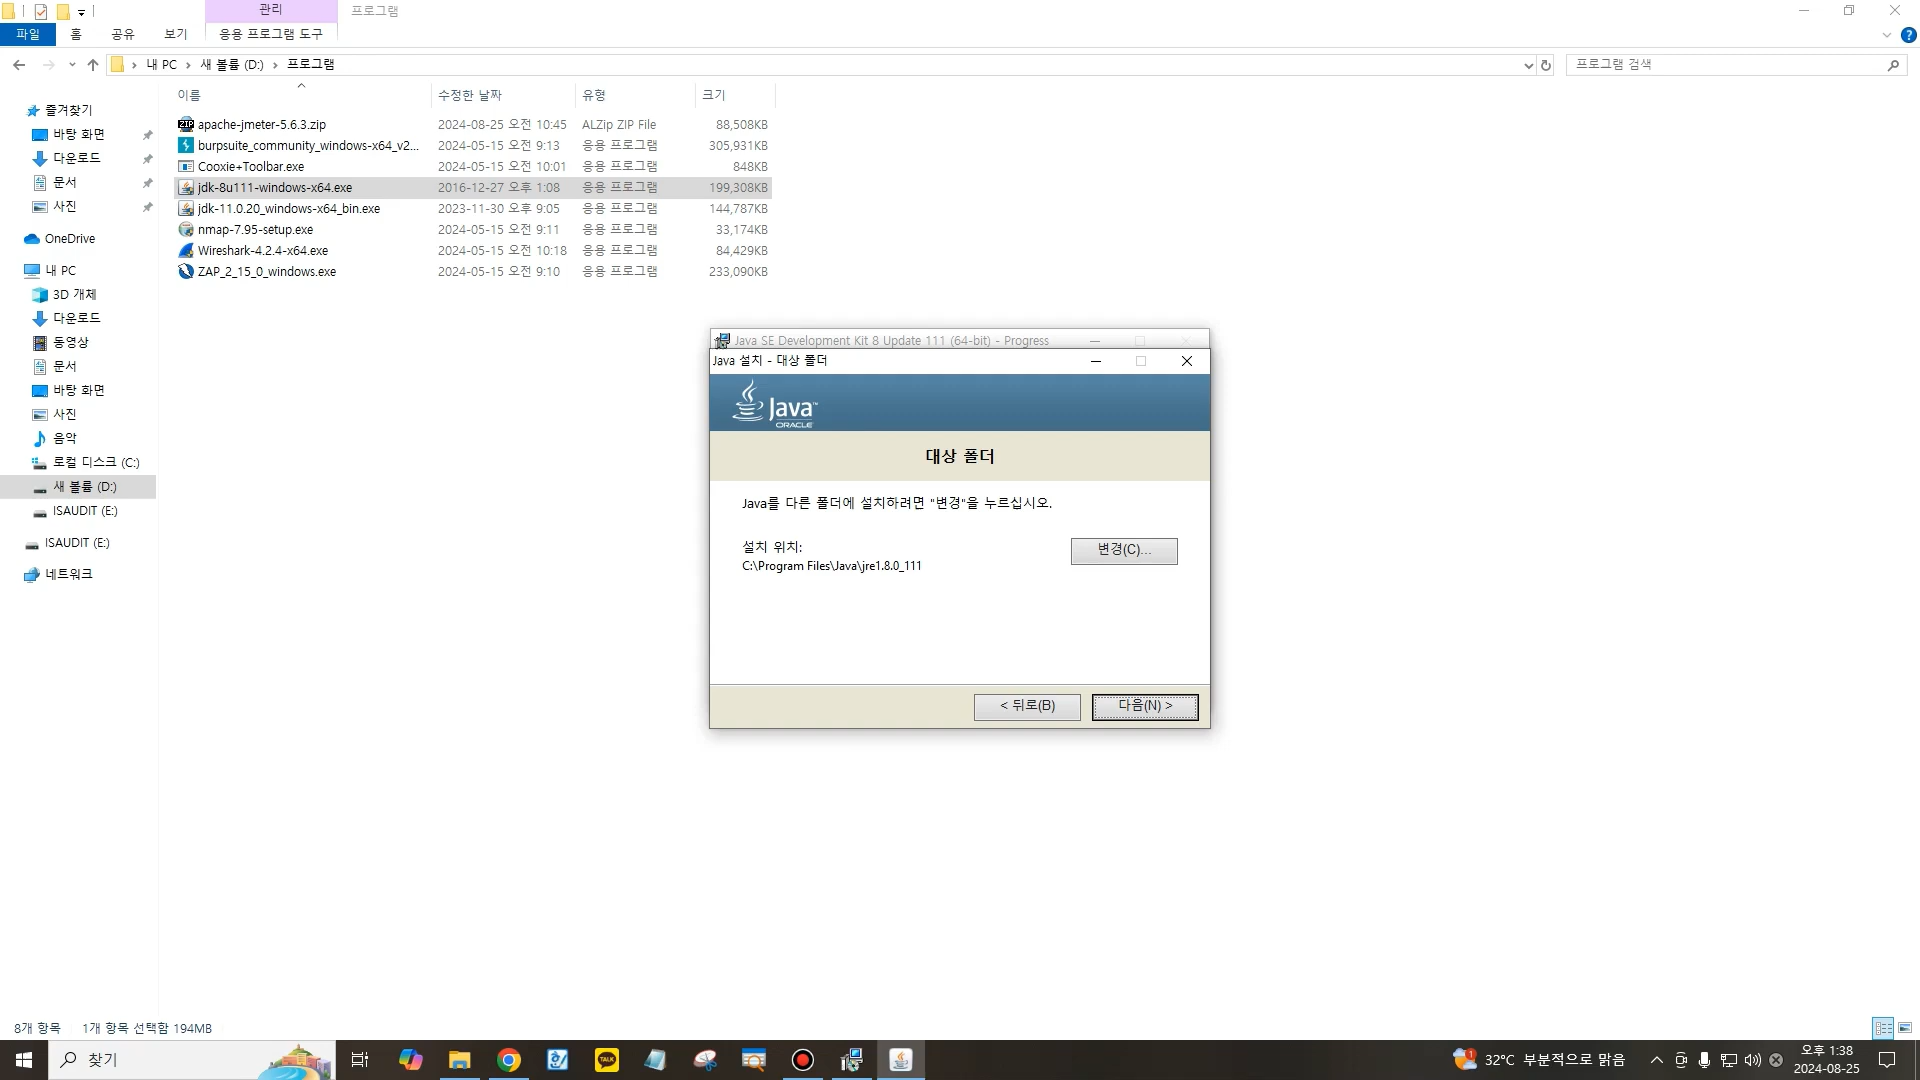 관리
프로그램
파일
홈
공유
보기
응용 프로그램 도구
내 PC
새 볼륨 (D:)
프로그램
프로그램 검색
이름
수정한 날짜
유형
크기
apache-jmeter-5.6.3.zip 2024-08-25 오전 10:45 ALZip ZIP File 88,508KB
burpsuite_community_windows-x64_v2... 2024-05-15 오전 9:13 응용 프로그램 305,931KB
Cooxie+Toolbar.exe 2024-05-15 오전 10:01 응용 프로그램 848KB
jdk-8u111-windows-x64.exe 2016-12-27 오후 1:08 응용 프로그램 199,308KB
jdk-11.0.20_windows-x64_bin.exe 2023-11-30 오후 9:05 응용 프로그램 144,787KB
nmap-7.95-setup.exe 2024-05-15 오전 9:11 응용 프로그램 33,174KB
Wireshark-4.2.4-x64.exe 2024-05-15 오전 10:18 응용 프로그램 84,429KB
ZAP_2_15_0_windows.exe 2024-05-15 오전 9:10 응용 프로그램 233,090KB
즐겨찾기
바탕 화면
다운로드
문서
사진
OneDrive
내 PC
3D 개체
다운로드
동영상
문서
바탕 화면
사진
음악
로컬 디스크 (C:)
새 볼륨 (D:)
ISAUDIT (E:)
ISAUDIT (E:)
네트워크
Java SE Development Kit 8 Update 111 (64-bit) - Progress
Java 설치 - 대상 폴더
Java™
ORACLE
대상 폴더
Java를 다른 폴더에 설치하려면 "변경"을 누르십시오.
설치 위치:
변경(C)...
C:\Program Files\Java\jre1.8.0_111
< 뒤로(B)
다음(N) >
8개 항목
1개 항목 선택함 194MB
찾기
TALK
1
32°C 부분적으로 맑음
오후 1:38
2024-08-25